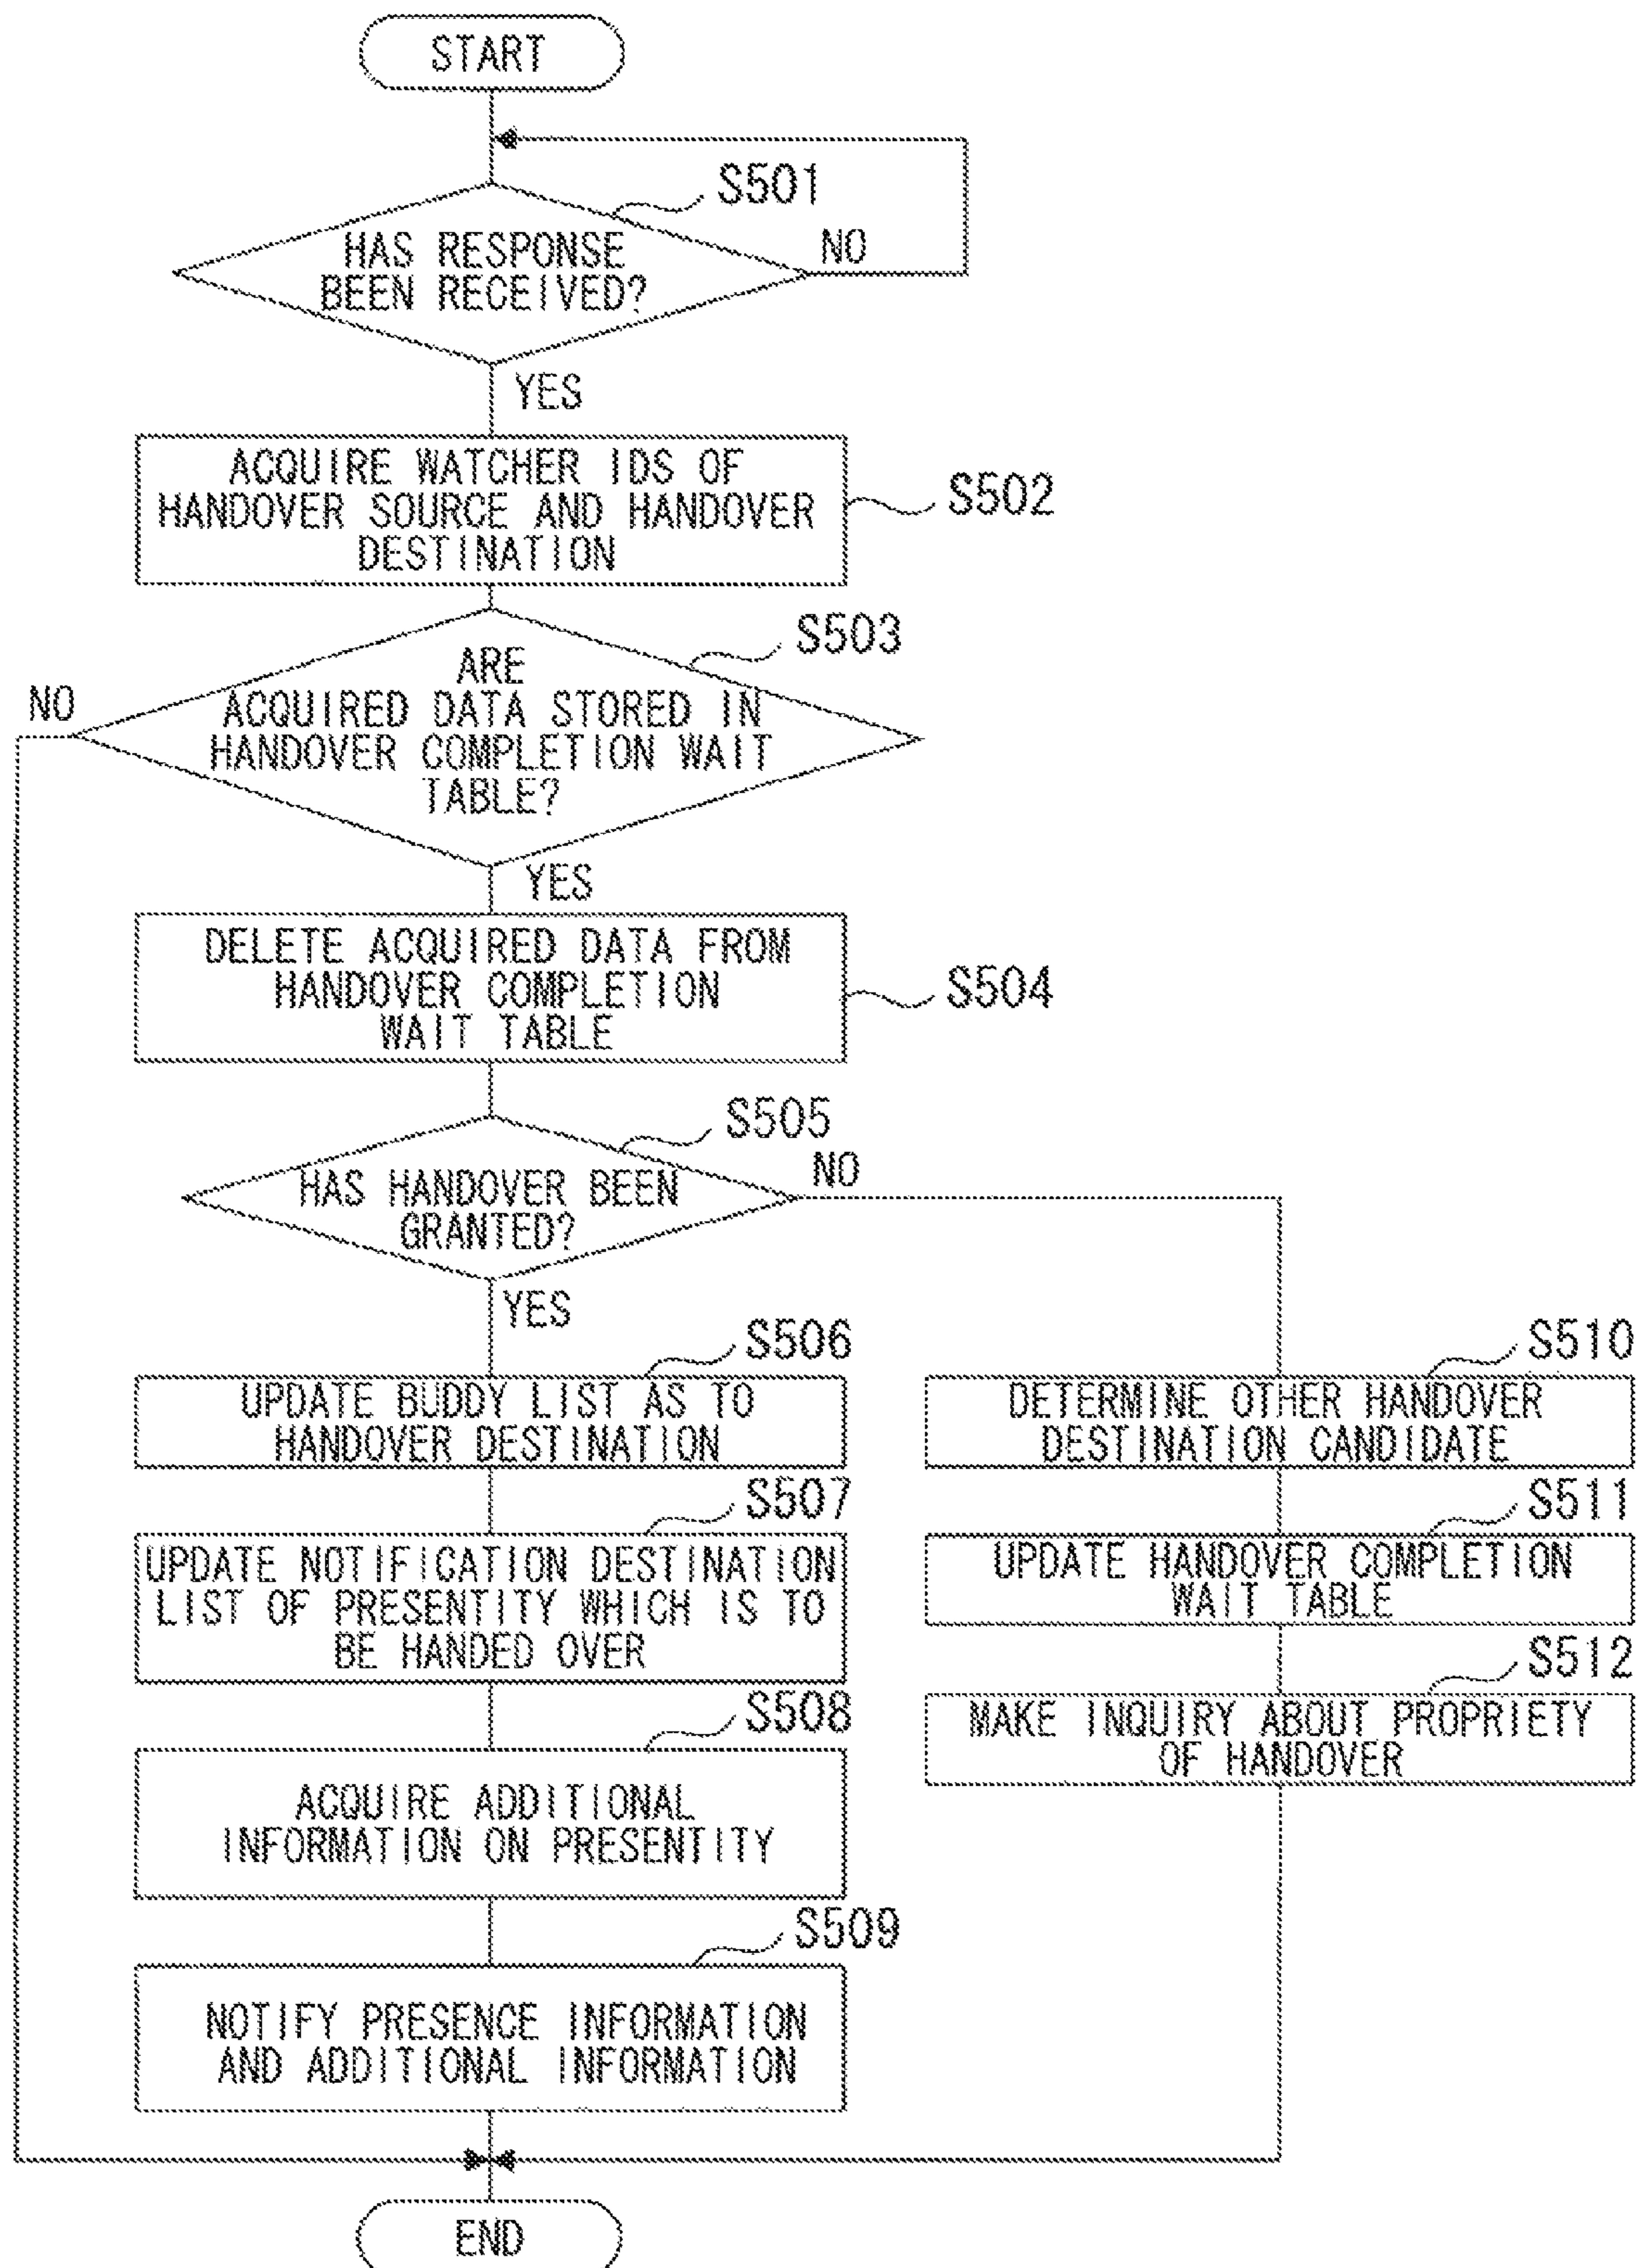 START
S501
HAS RESPONSE
BEEN RECEIVED?
NO
YES
ACQUIRE WATCHER IDS OF
HANDOVER SOURCE AND HANDOVER
DESTINATION
S502
S503
ARE
ACQUIRED DATA STORED IN
HANDOVER COMPLETION WAIT
TABLE?
NO
YES
DELETE ACQUIRED DATA FROM
HANDOVER COMPLETION
WAIT TABLE
S504
S505
HAS HANDOVER BEEN
GRANTED?
NO
YES
S506
UPDATE BUDDY LIST AS TO
HANDOVER DESTINATION
S507
UPDATE NOTIFICATION DESTINATION
LIST OF PRESENTITY WHICH IS TO
BE HANDED OVER
S508
ACQUIRE ADDITIONAL
INFORMATION ON PRESENTITY
S509
NOTIFY PRESENCE INFORMATION
AND ADDITIONAL INFORMATION
S510
DETERMINE OTHER HANDOVER
DESTINATION CANDIDATE
S511
UPDATE HANDOVER COMPLETION
WAIT TABLE
S512
MAKE INQUIRY ABOUT PROPRIETY
OF HANDOVER
END